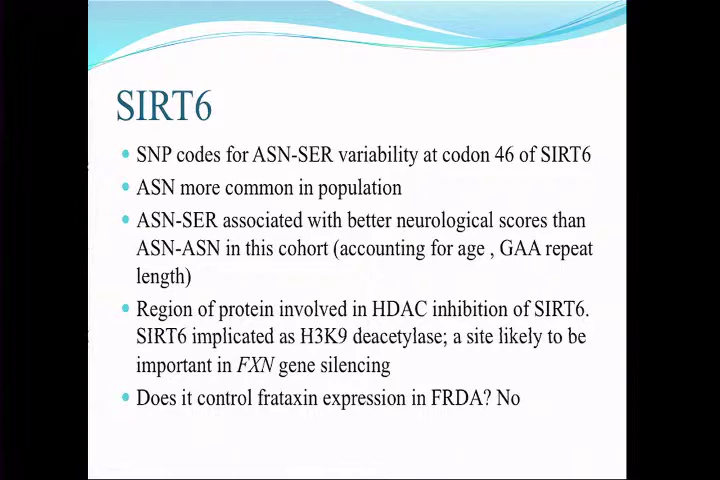 SIRT6
• SNP codes for ASN-SER variability at codon 46 of SIRT6
• ASN more common in population
• ASN-SER associated with better neurological scores than
ASN-ASN in this cohort (accounting for age , GAA repeat
length)
• Region of protein involved in HDAC inhibition of SIRT6.
SIRT6 implicated as H3K9 deacetylase; a site likely to be
important in FXN gene silencing
• Does it control frataxin expression in FRDA? No